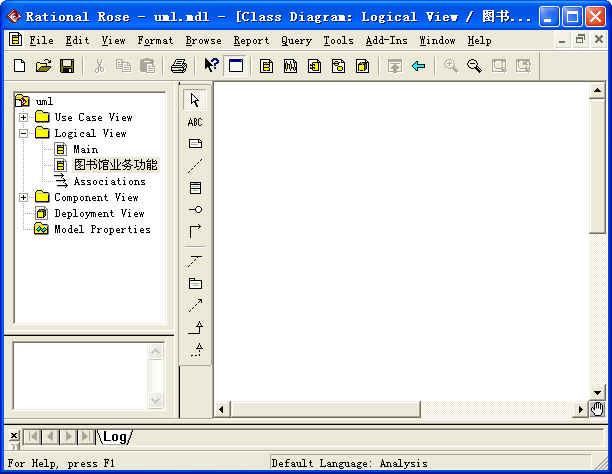 Rational Rose - uml.mdl - [Class Diagram: Logical View / 图书...
File Edit View Format Browse Report Query Tools Add-Ins Window Help
uml
Use Case View
Logical View
Main
图书馆业务功能
Associations
Component View
Deployment View
Model Properties
ABC
Log
For Help, press F1
Default Language: Analysis